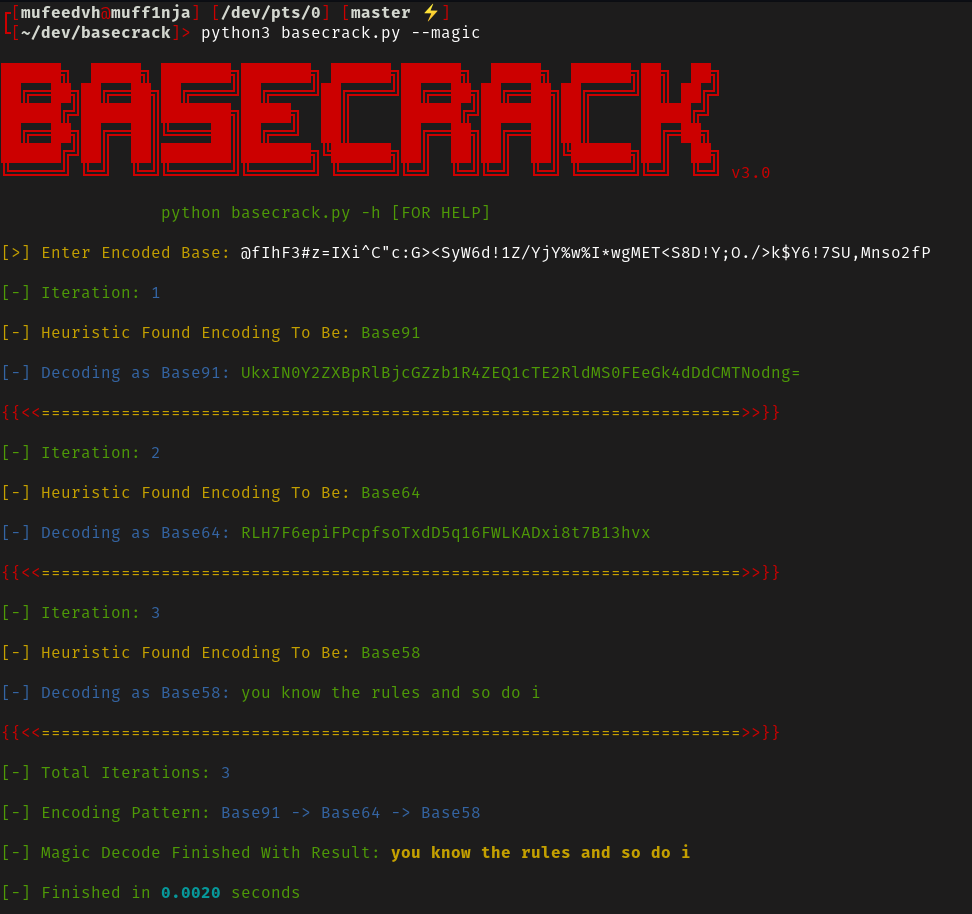 ┌[mufeedvh@muff1nja] [/dev/pts/0] [master ⚡]
└[~/dev/basecrack]> python3 basecrack.py --magic
BASECRACK v3.0
python basecrack.py -h [FOR HELP]
[>] Enter Encoded Base: @fIhF3#z=IXi^C"c:G><SyW6d!1Z/YjY%w%I*wgMET<S8D!Y;O./>k$Y6!7SU,Mnso2fP
[-] Iteration: 1
[-] Heuristic Found Encoding To Be: Base91
[-] Decoding as Base91: UkxIN0Y2ZXBpRlBjcGZzb1R4ZEQ1cTE2RldMS0FEeGk4dDdCMTNodng=
{{<<======================================================================>>}}
[-] Iteration: 2
[-] Heuristic Found Encoding To Be: Base64
[-] Decoding as Base64: RLH7F6epiFPcpfsoTxdD5q16FWLKADxi8t7B13hvx
{{<<======================================================================>>}}
[-] Iteration: 3
[-] Heuristic Found Encoding To Be: Base58
[-] Decoding as Base58: you know the rules and so do i
{{<<======================================================================>>}}
[-] Total Iterations: 3
[-] Encoding Pattern: Base91 -> Base64 -> Base58
[-] Magic Decode Finished With Result: you know the rules and so do i
[-] Finished in 0.0020 seconds